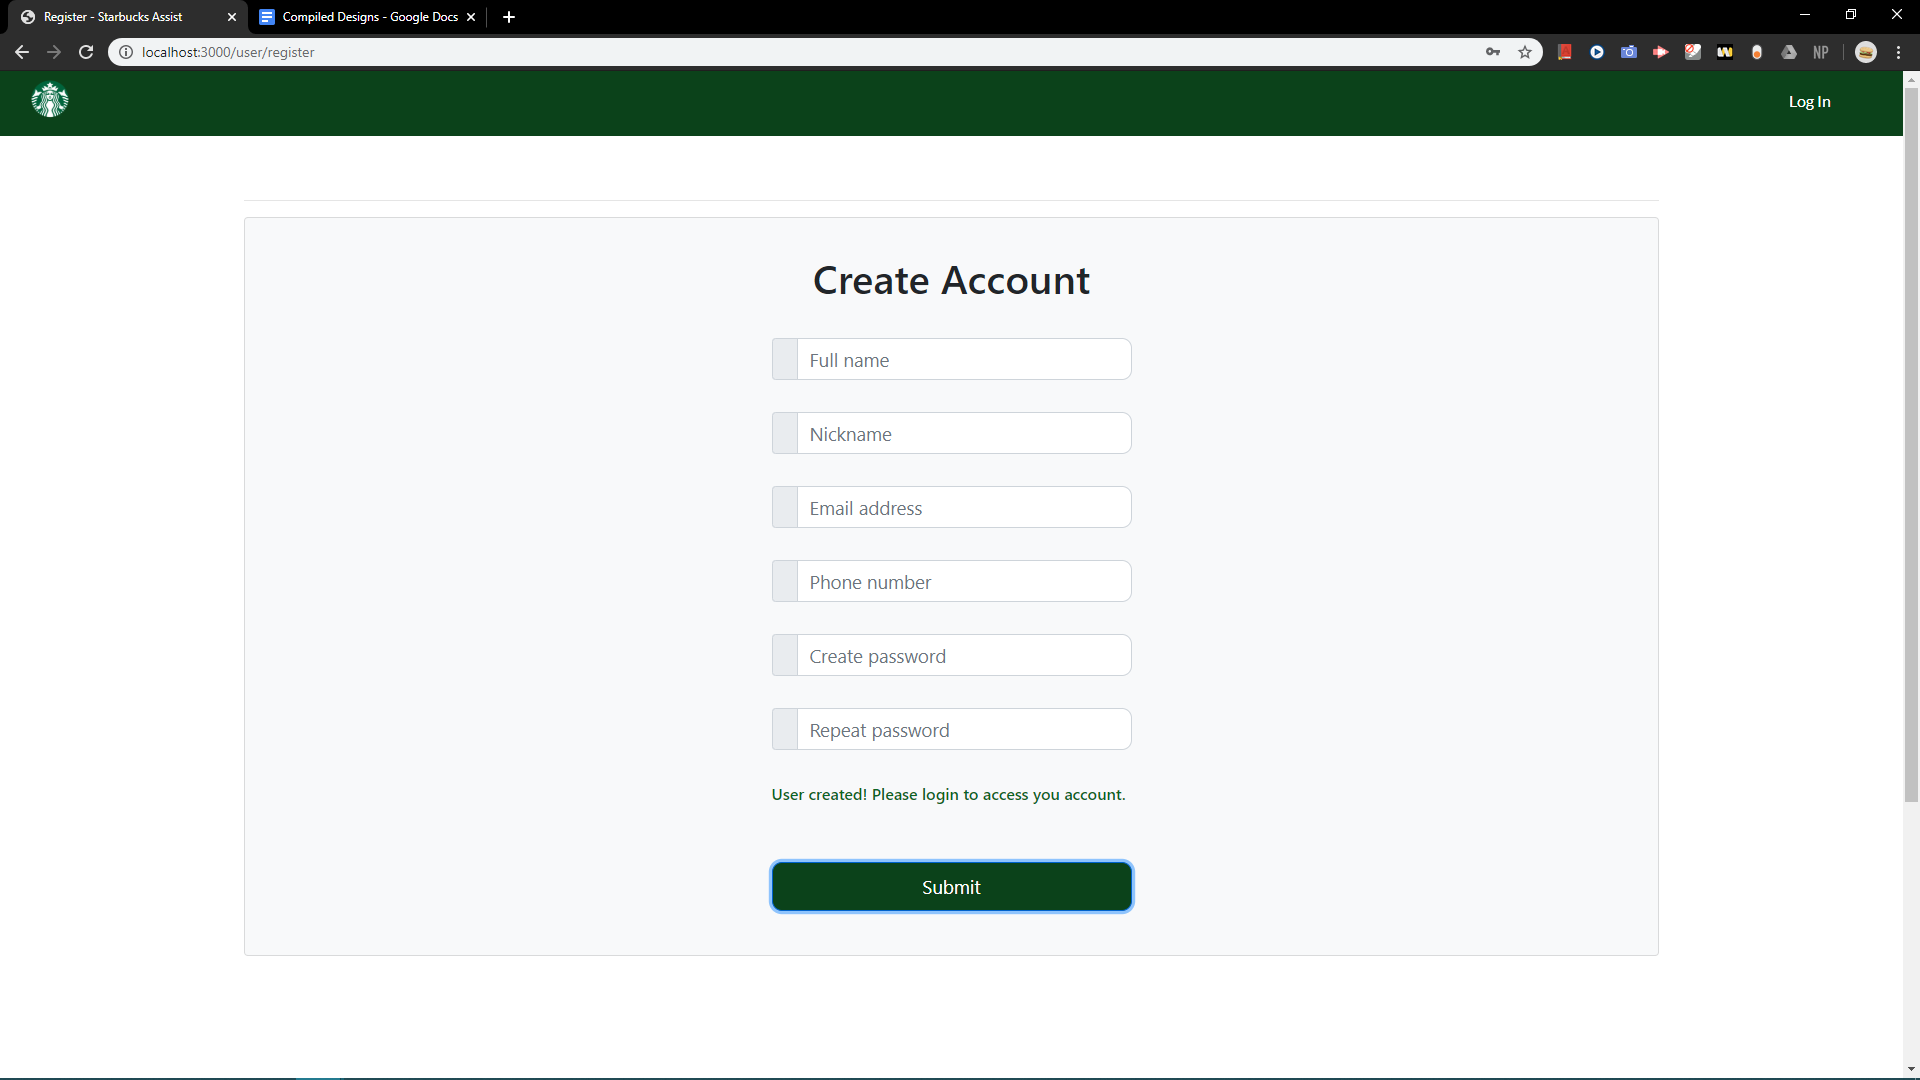 Register - Starbucks Assist
Compiled Designs - Google Docs
localhost:3000/user/register
NP
Log In
Create Account
Full name
Nickname
Email address
Phone number
Create password
Repeat password
User created! Please login to access you account.
Submit